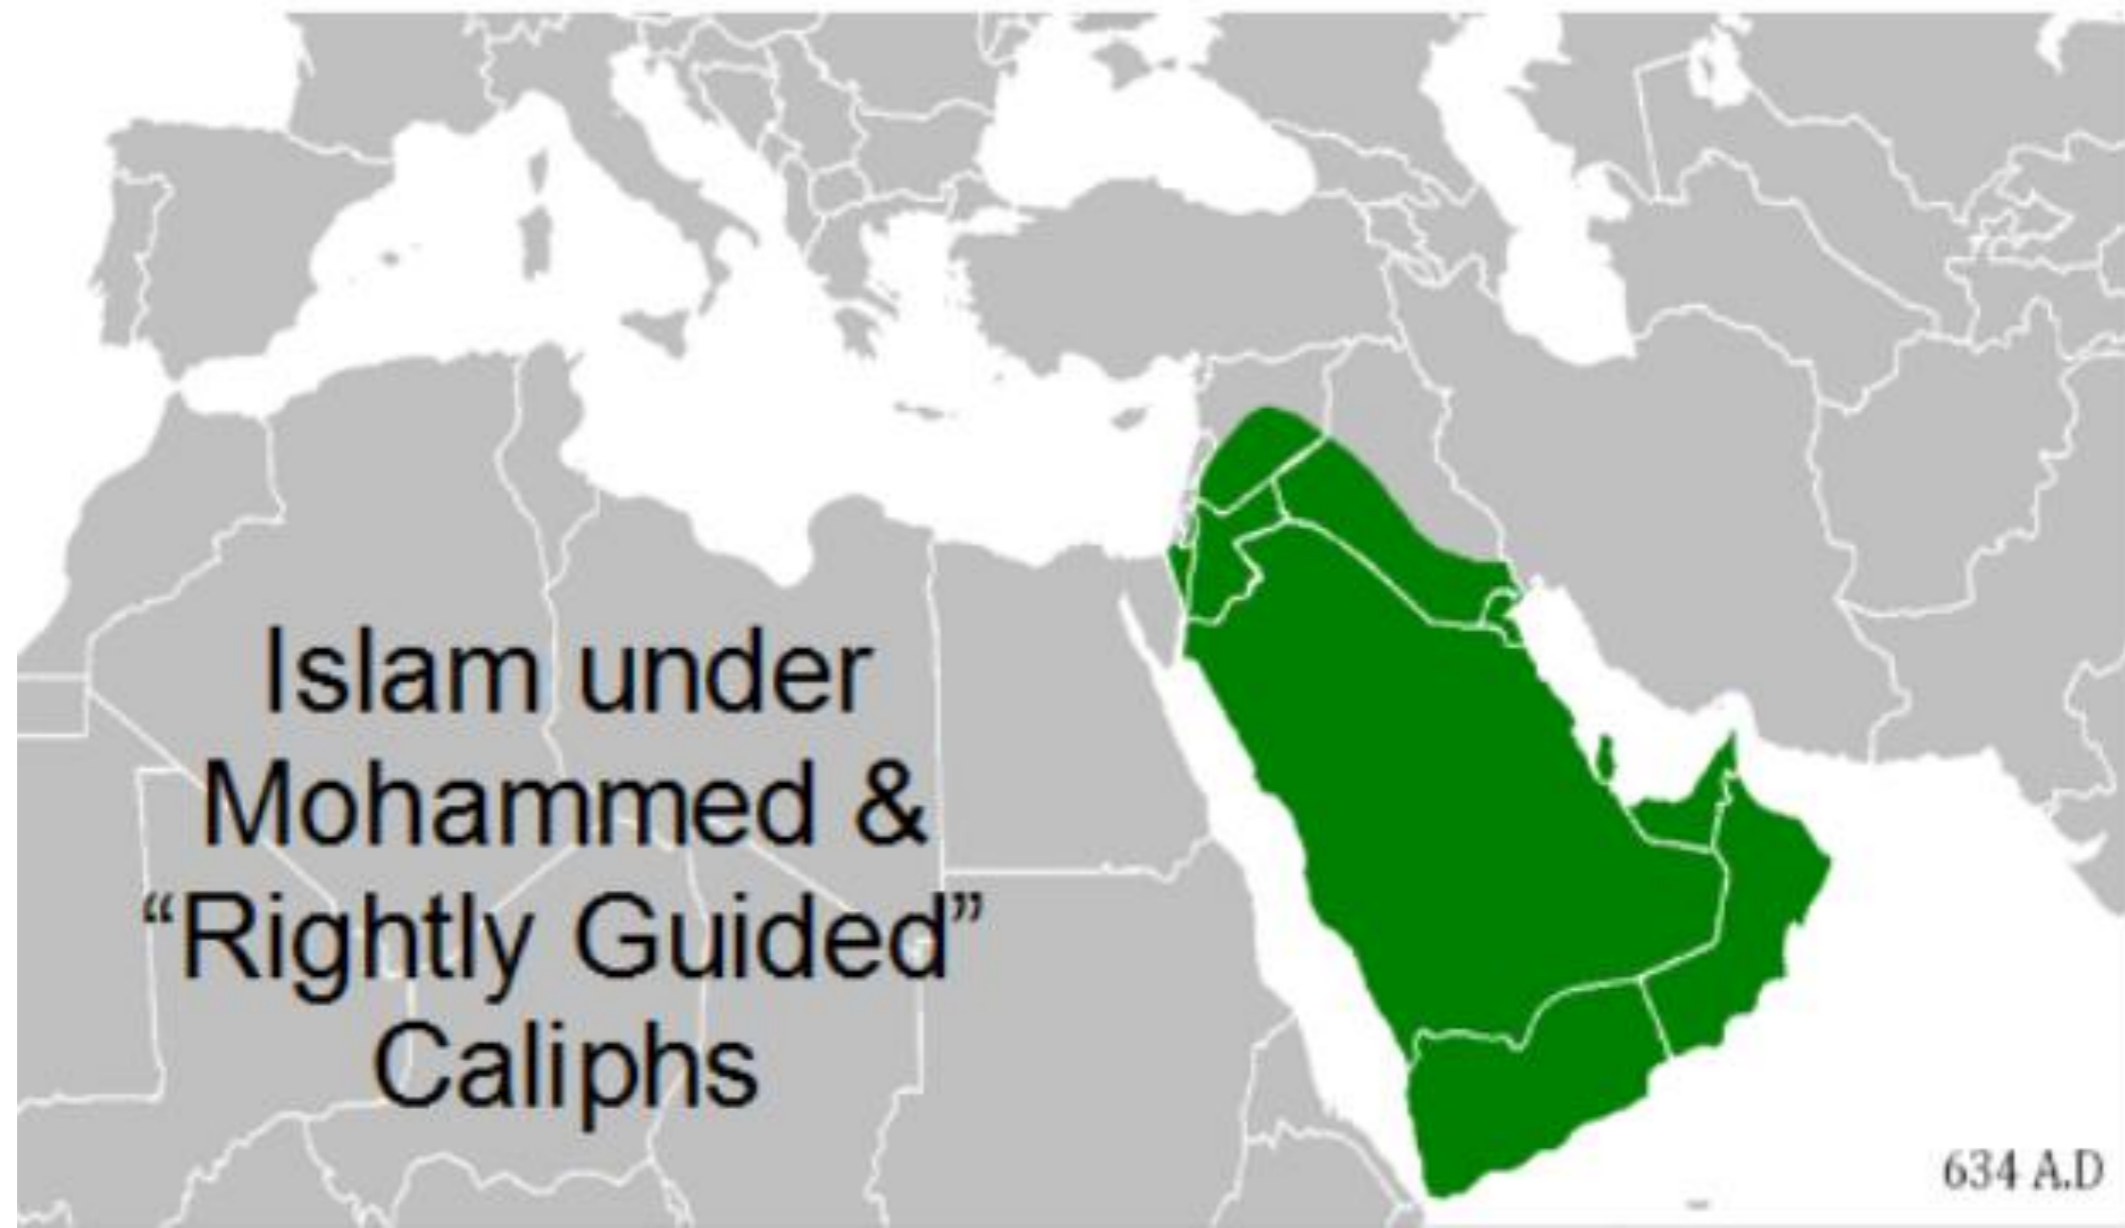 Islam under
Mohammed &
“Rightly Guided”
Caliphs
634 A.D